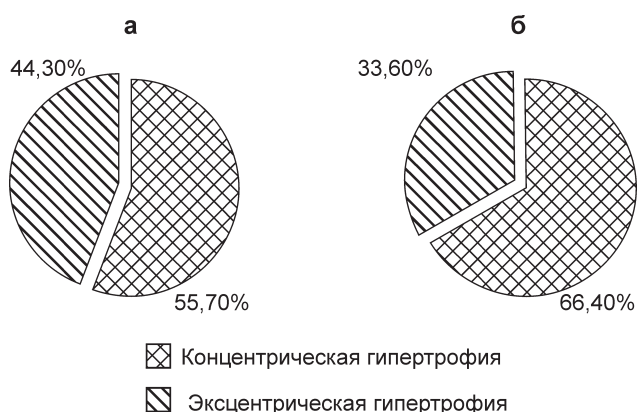 а б
44,30% 33,60%
55,70% 66,40%
Концентрическая гипертрофия
Эксцентрическая гипертрофия